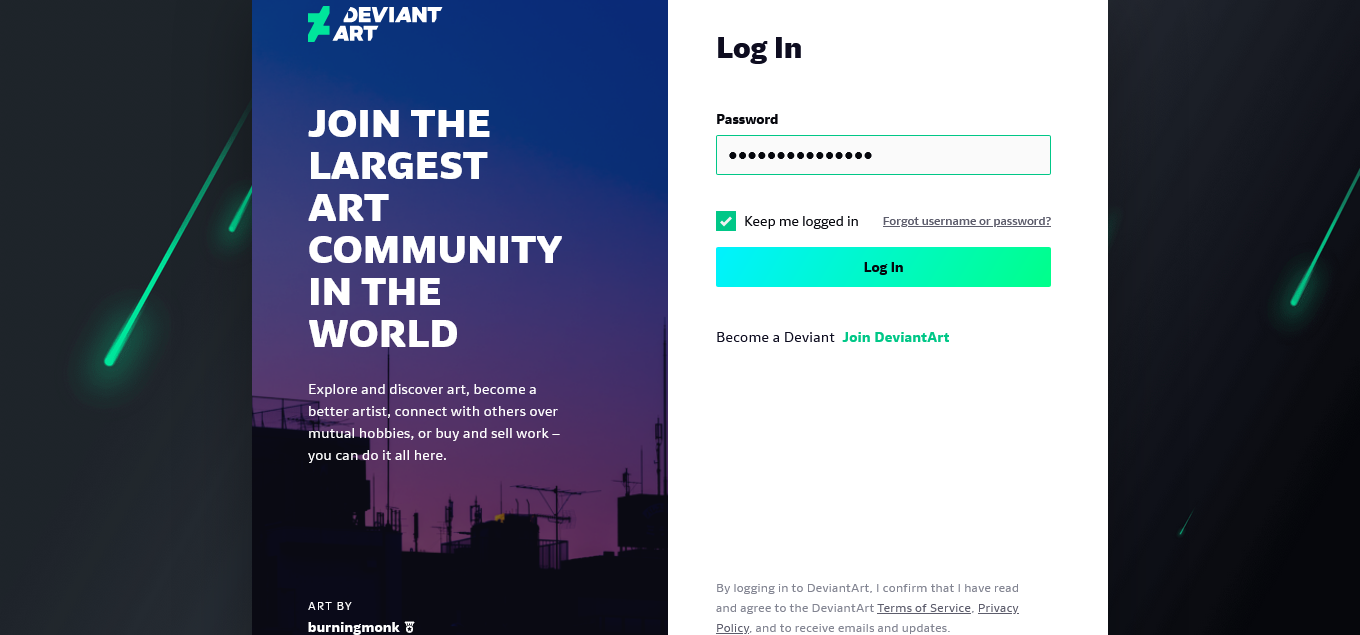 DEVIANT
ART
JOIN THE
LARGEST
ART
COMMUNITY
IN THE
WORLD
Explore and discover art, become a
better artist, connect with others over
mutual hobbies, or buy and sell work –
you can do it all here.
ART BY
burningmonk
Log In
Password
●●●●●●●●●●●●●●●
Keep me logged in
Forgot username or password?
Log In
Become a Deviant Join DeviantArt
By logging in to DeviantArt, I confirm that I have read
and agree to the DeviantArt Terms of Service, Privacy
Policy, and to receive emails and updates.